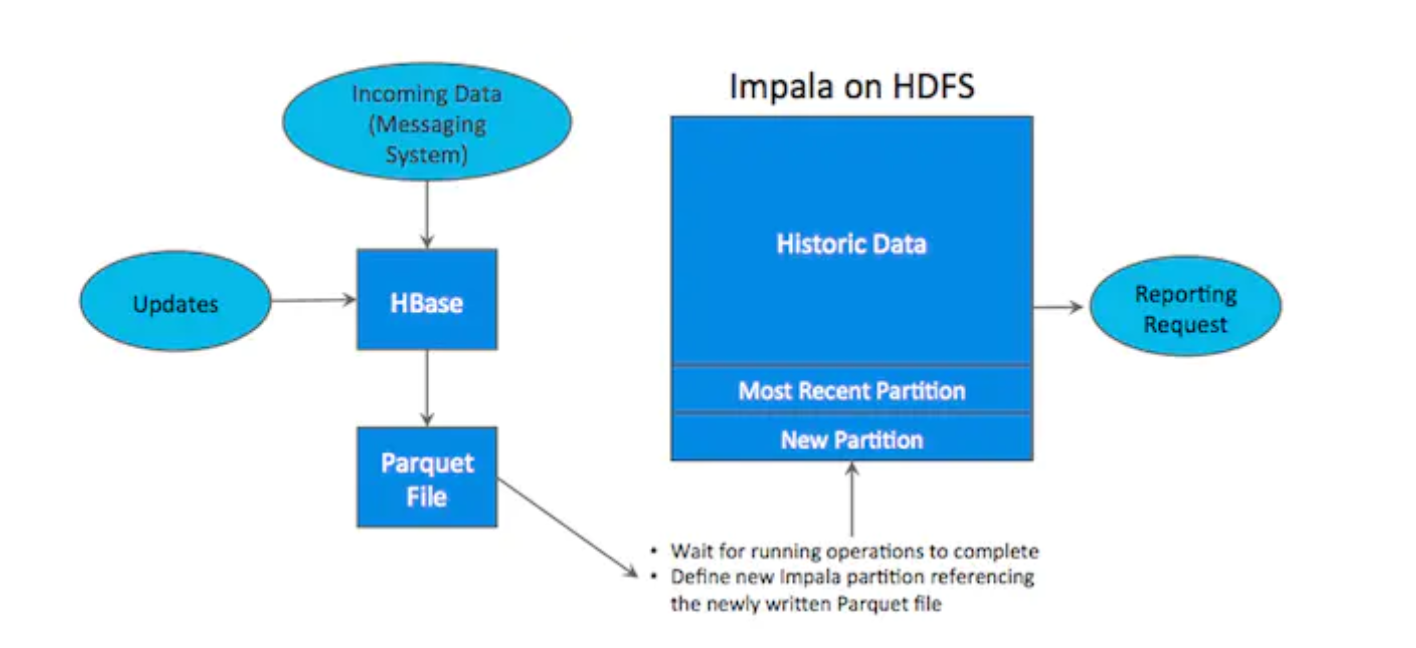 Impala on HDFS
Incoming Data
(Messaging
System)
Updates
HBase
Parquet
File
Historic Data
Most Recent Partition
New Partition
Reporting
Request
• Wait for running operations to complete
• Define new Impala partition referencing
the newly written Parquet file